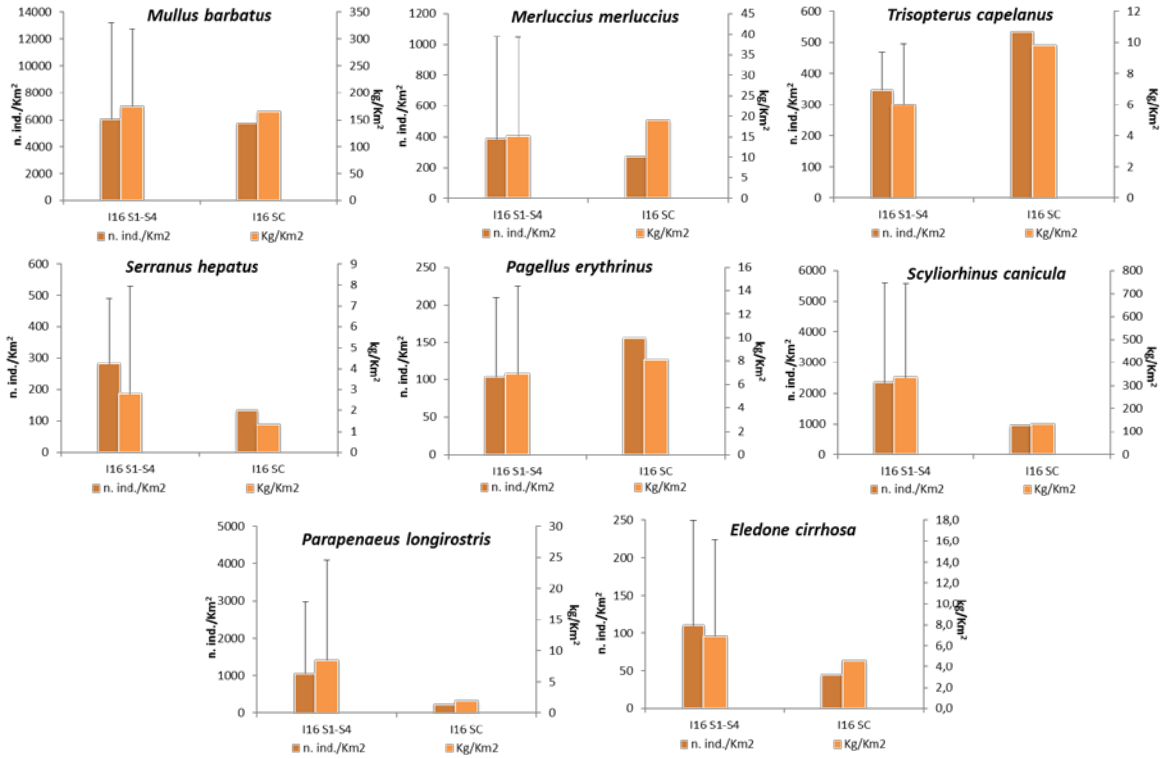 Mullus barbatus
14000
12000
10000
8000
6000
4000
2000
0
n. ind./Km2
350
300
250
200
150
100
50
0
kg/Km2
I16 S1-S4
I16 SC
n. ind./Km2
Kg/Km2
Merluccius merluccius
1200
1000
800
600
400
200
0
n. ind./Km2
45
40
35
30
25
20
15
10
5
0
kg/Km2
I16 S1-S4
I16 SC
n. ind./Km2
Kg/Km2
Trisopterus capelanus
600
500
400
300
200
100
0
n. ind./Km2
12
10
8
6
4
2
0
Kg/Km2
I16 S1-S4
I16 SC
n. ind./Km2
Kg/Km2
Serranus hepatus
600
500
400
300
200
100
0
n. ind./Km2
9
8
7
6
5
4
3
2
1
0
kg/Km2
I16 S1-S4
I16 SC
n. ind./Km2
Kg/Km2
Pagellus erythrinus
250
200
150
100
50
0
n. ind./Km2
16
14
12
10
8
6
4
2
0
kg/Km2
I16 S1-S4
I16 SC
n. ind./Km2
Kg/Km2
Scyliorhinus canicula
6000
5000
4000
3000
2000
1000
0
n. ind./Km2
800
700
600
500
400
300
200
100
0
kg/Km2
I16 S1-S4
I16 SC
n. ind./Km2
Kg/Km2
Parapenaeus longirostris
5000
4000
3000
2000
1000
0
n. ind./Km2
30
25
20
15
10
5
0
kg/Km2
I16 S1-S4
I16 SC
n. ind./Km2
Kg/Km2
Eledone cirrhosa
250
200
150
100
50
0
n. ind./Km2
18,0
16,0
14,0
12,0
10,0
8,0
6,0
4,0
2,0
0,0
kg/Km2
I16 S1-S4
I16 SC
n. ind./Km2
Kg/Km2